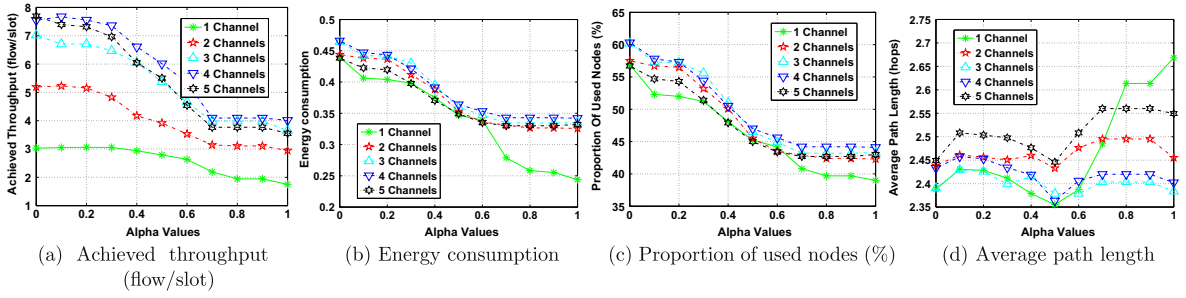 Achieved Throughput (flow/slot)
8
7
6
5
4
3
2
1
0
0.2
0.4
0.6
0.8
1
Alpha Values
1 Channel
2 Channels
3 Channels
4 Channels
5 Channels
(a) Achieved throughput
(flow/slot)
Energy consumption
0.5
0.45
0.4
0.35
0.3
0.25
0.2
0
0.2
0.4
0.6
0.8
1
Alpha Values
1 Channel
2 Channels
3 Channels
4 Channels
5 Channels
(b) Energy consumption
Proportion Of Used Nodes (%)
65
60
55
50
45
40
35
0
0.2
0.4
0.6
0.8
1
Alpha Values
1 Channel
2 Channels
3 Channels
4 Channels
5 Channels
(c) Proportion of used nodes (%)
Average Path Length (hops)
2.75
2.7
2.65
2.6
2.55
2.5
2.45
2.4
2.35
0
0.2
0.4
0.6
0.8
1
Alpha Values
1 Channel
2 Channels
3 Channels
4 Channels
5 Channels
(d) Average path length